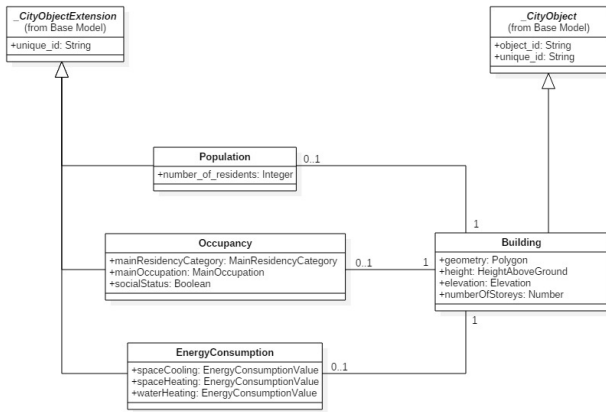 _CityObjectExtension
(from Base Model)
+unique_id: String
_CityObject
(from Base Model)
+object_id: String
+unique_id: String
Population
+number_of_residents: Integer
0..1
1
Occupancy
+mainResidencyCategory: MainResidencyCategory
+mainOccupation: MainOccupation
+socialStatus: Boolean
0..1
1
Building
+geometry: Polygon
+height: HeightAboveGround
+elevation: Elevation
+numberOfStoreys: Number
1
EnergyConsumption
+spaceCooling: EnergyConsumptionValue
+spaceHeating: EnergyConsumptionValue
+waterHeating: EnergyConsumptionValue
0..1